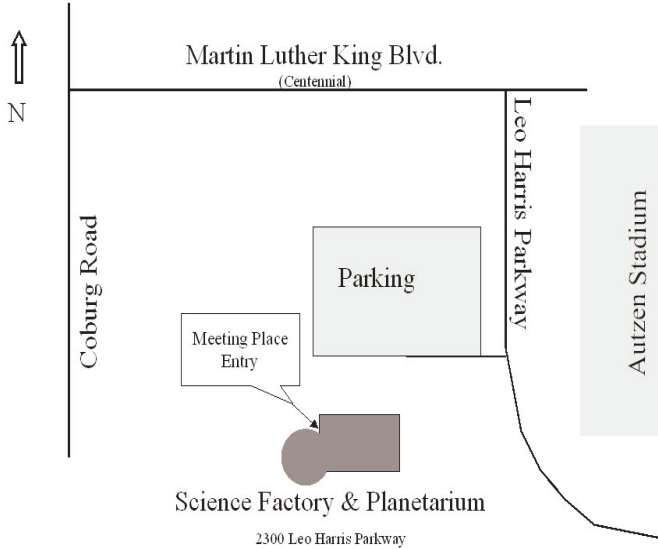 Martin Luther King Blvd.
(Centennial)
N
Leo Harris Parkway
Autzen Stadium
Coburg Road
Parking
Meeting Place
Entry
Science Factory & Planetarium
2300 Leo Harris Parkway